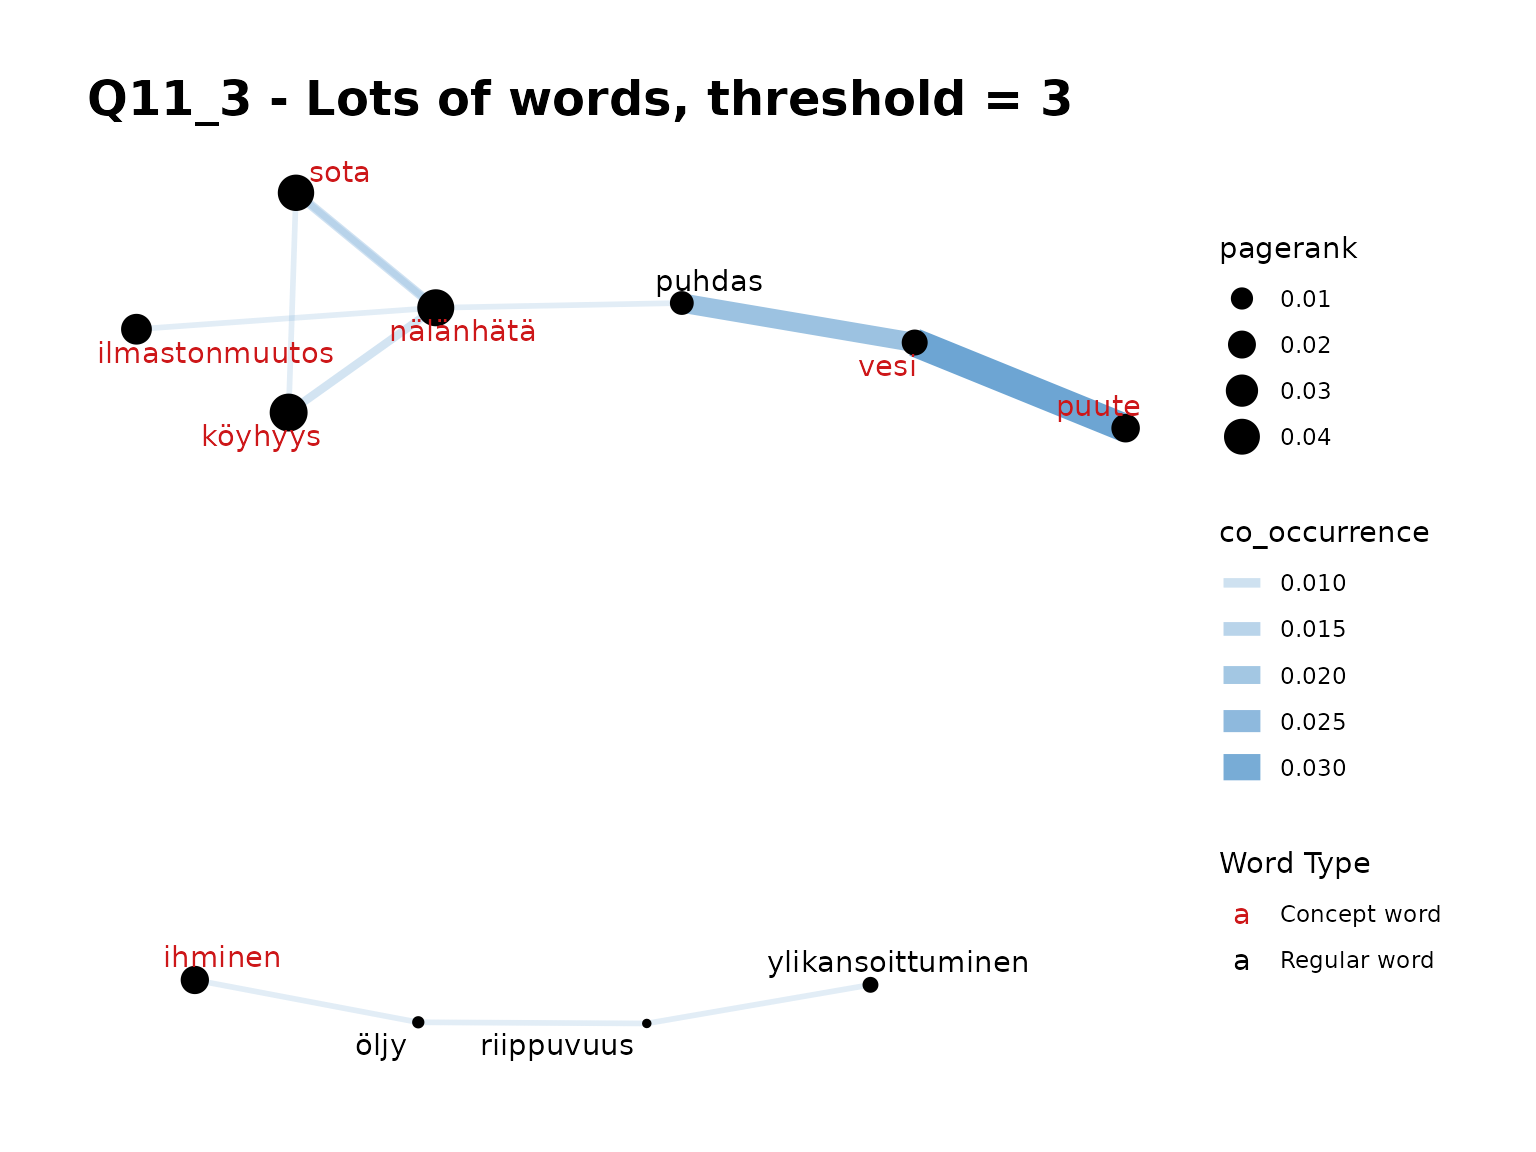 Q11_3 - Lots of words, threshold = 3
sota
puhdas
nälänhätä
ilmastonmuutos
vesi
puute
köyhyys
ihminen
ylikansoittuminen
öljy
riippuvuus
pagerank
0.01
0.02
0.03
0.04
co_occurrence
0.010
0.015
0.020
0.025
0.030
Word Type
a Concept word
a Regular word